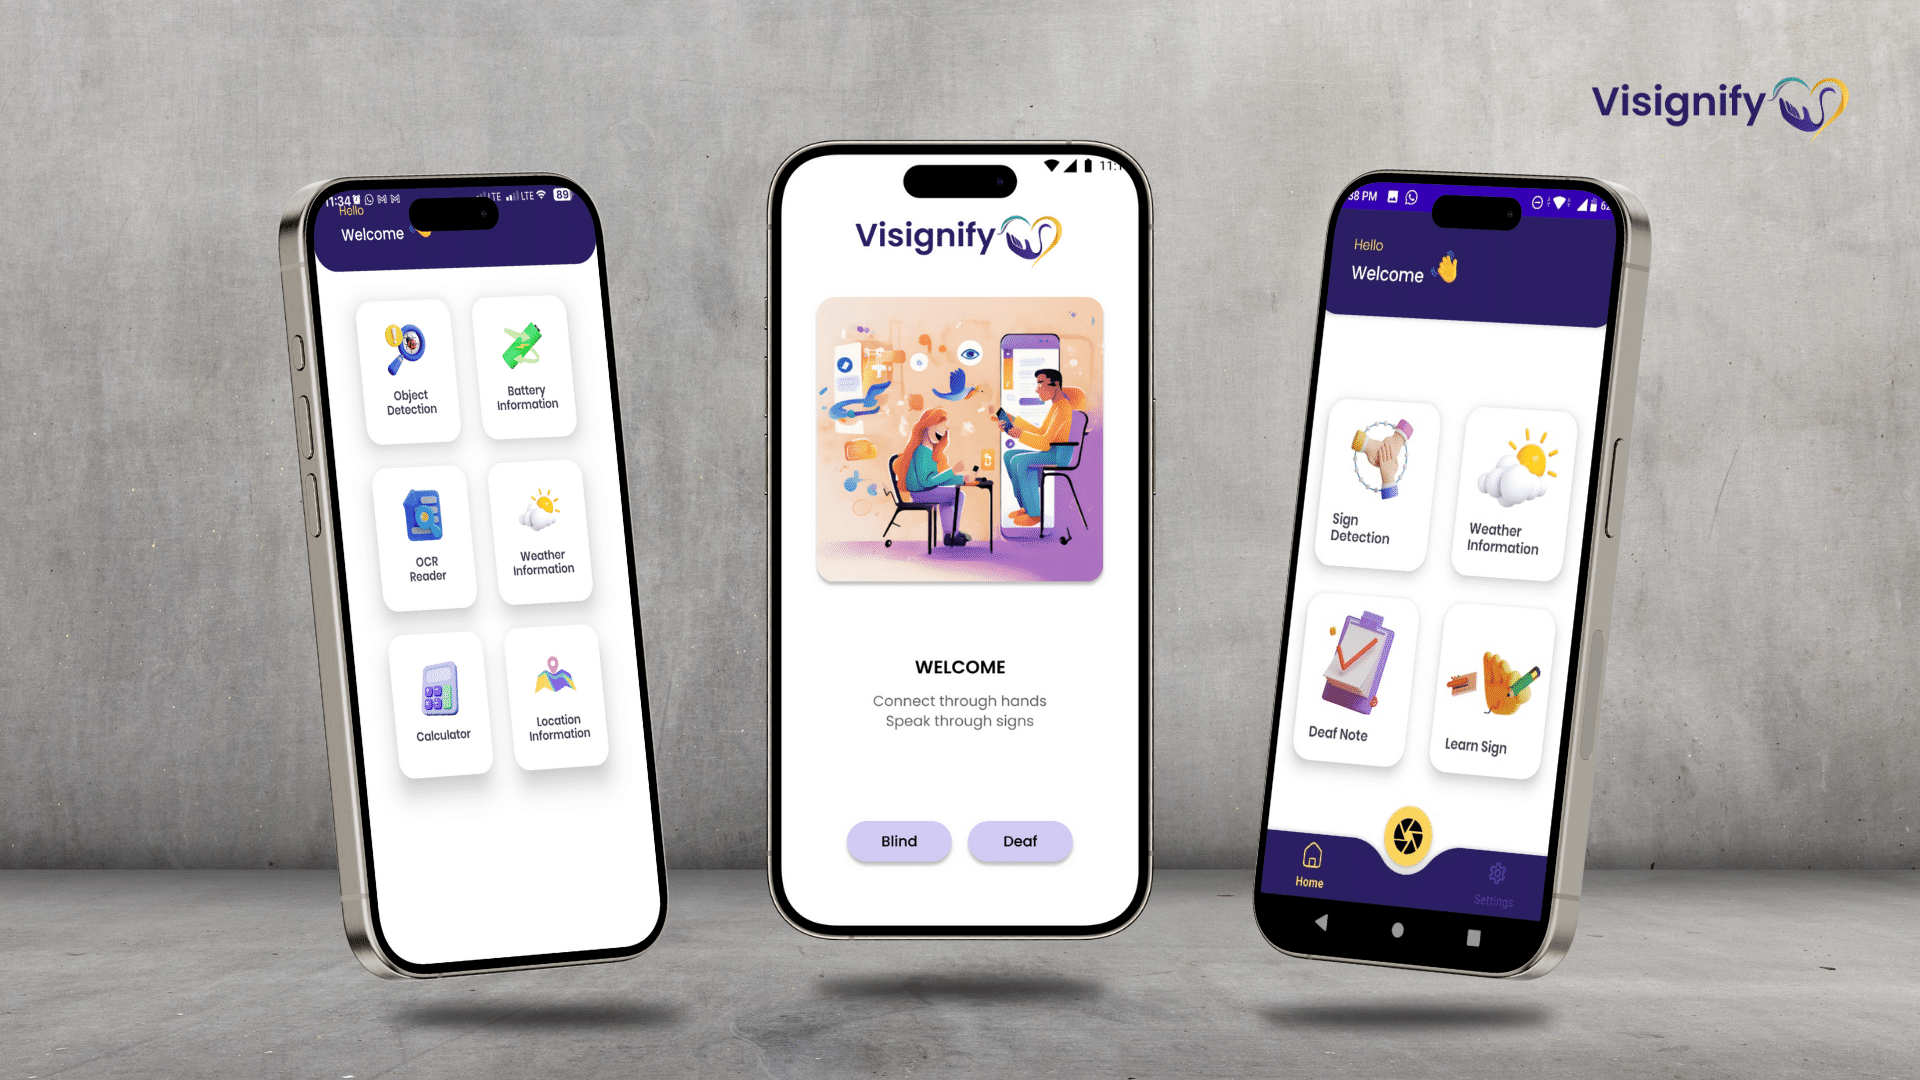 Visignify
11:34
LTE
LTE
89
Hello
Welcome
Object
Detection
Battery
Information
OCR
Reader
Weather
Information
Calculator
Location
Information
Visignify
WELCOME
Connect through hands
Speak through signs
Blind
Deaf
38 PM
Hello
Welcome
Sign
Detection
Weather
Information
Deaf Note
Learn Sign
Home
Settings